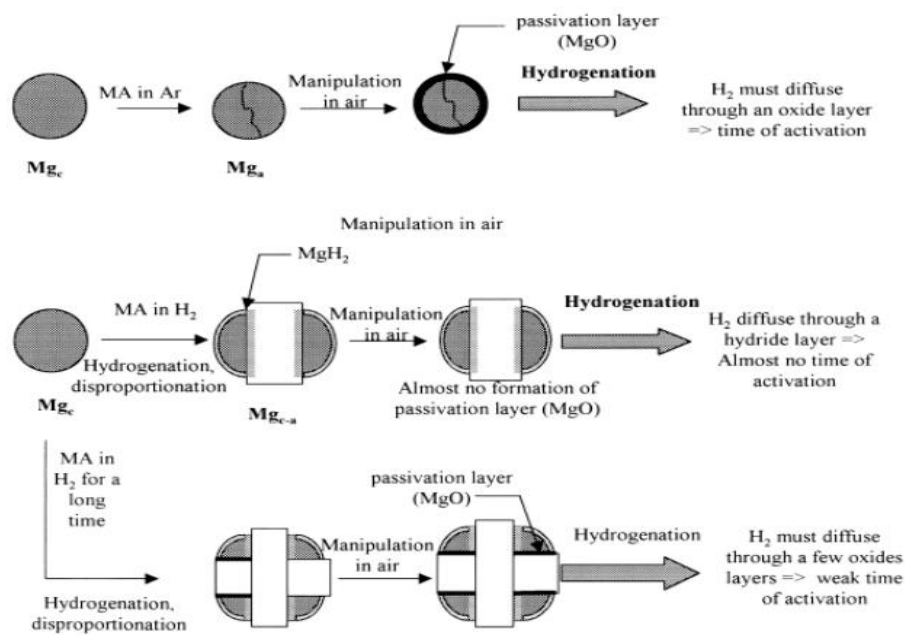 passivation layer
(MgO)
MA in Ar
Manipulation
in air
Hydrogenation
H₂ must diffuse
through an oxide layer
=> time of activation
Mg_c
Mg_a
Manipulation in air
MgH₂
MA in H₂
Hydrogenation,
disproportionation
Manipulation
in air
Hydrogenation
H₂ diffuse through a
hydride layer =>
Almost no time of
activation
Almost no formation of
passivation layer (MgO)
Mg_c
Mg_c-a
MA in
H₂ for a
long
time
passivation layer
(MgO)
Hydrogenation,
disproportionation
Manipulation
in air
Hydrogenation
H₂ must diffuse
through a few oxides
layers => weak time
of activation